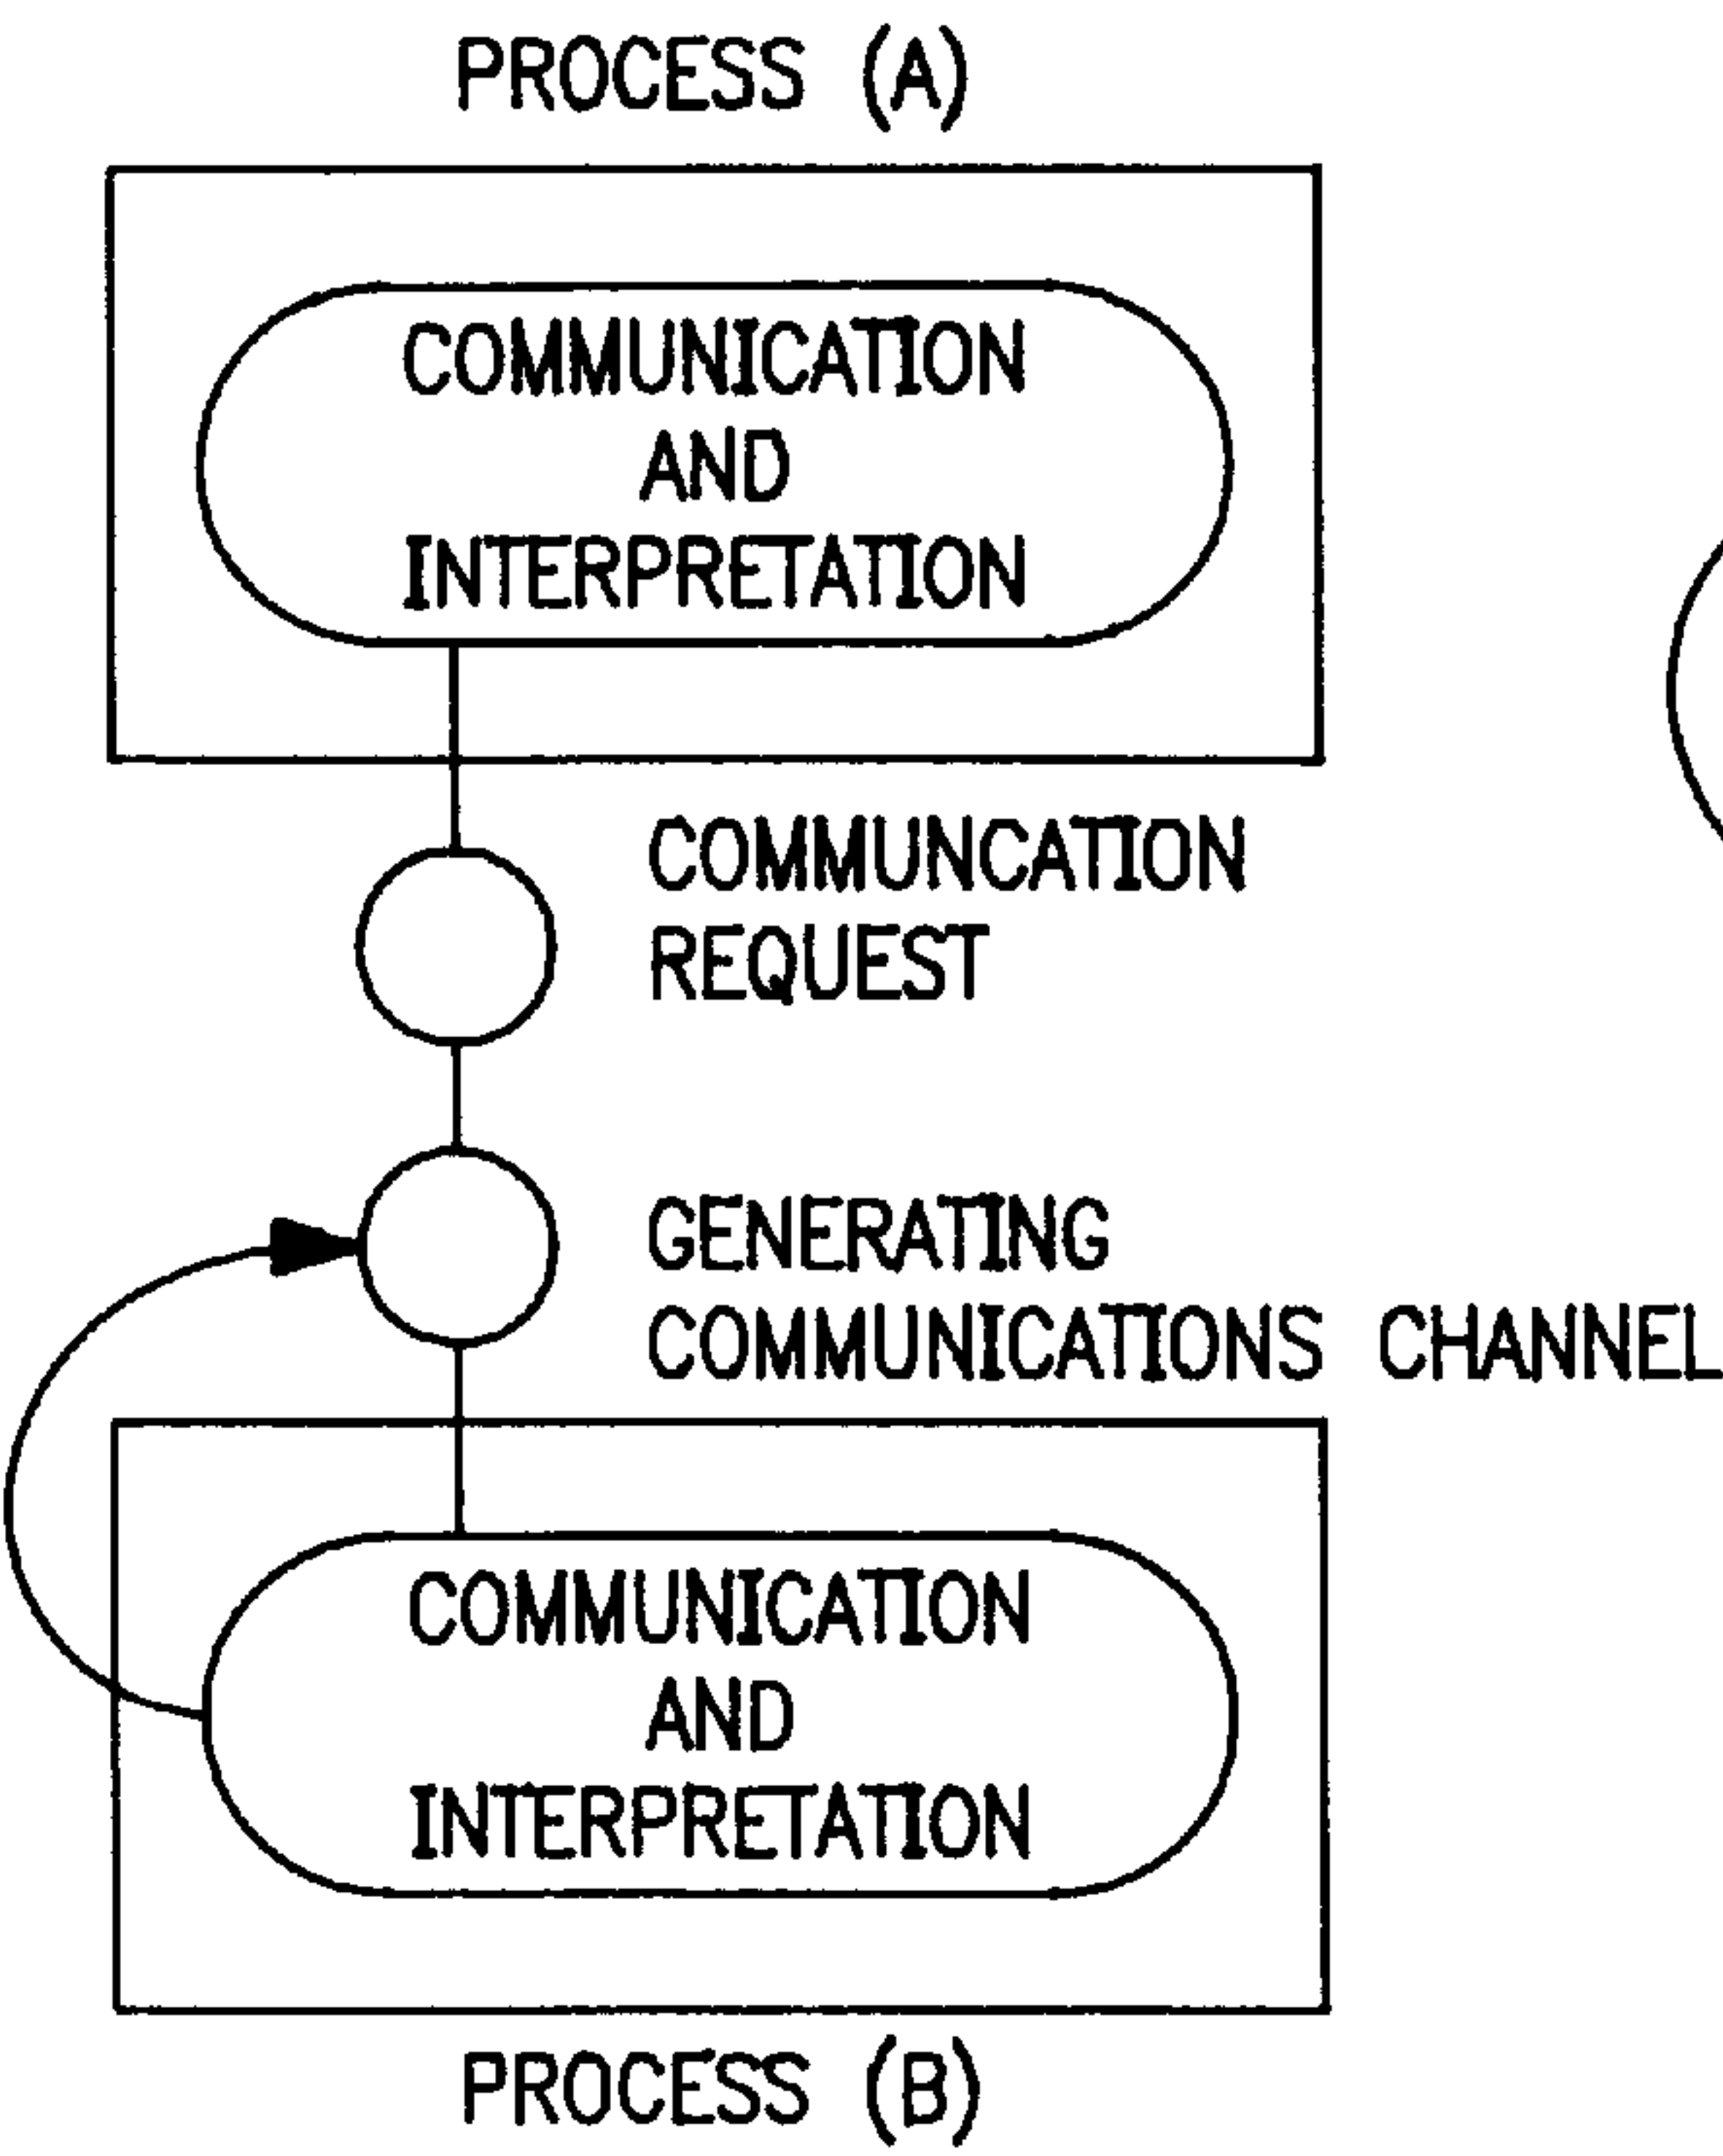 PROCESS (A)
COMMUNICATION
AND
INTERPRETATION
COMMUNCATION
REQUEST
GENERATING
COMMUNICATIONS CHANNEL
COMMUNICATION
AND
INTERPRETATION
PROCESS (B)